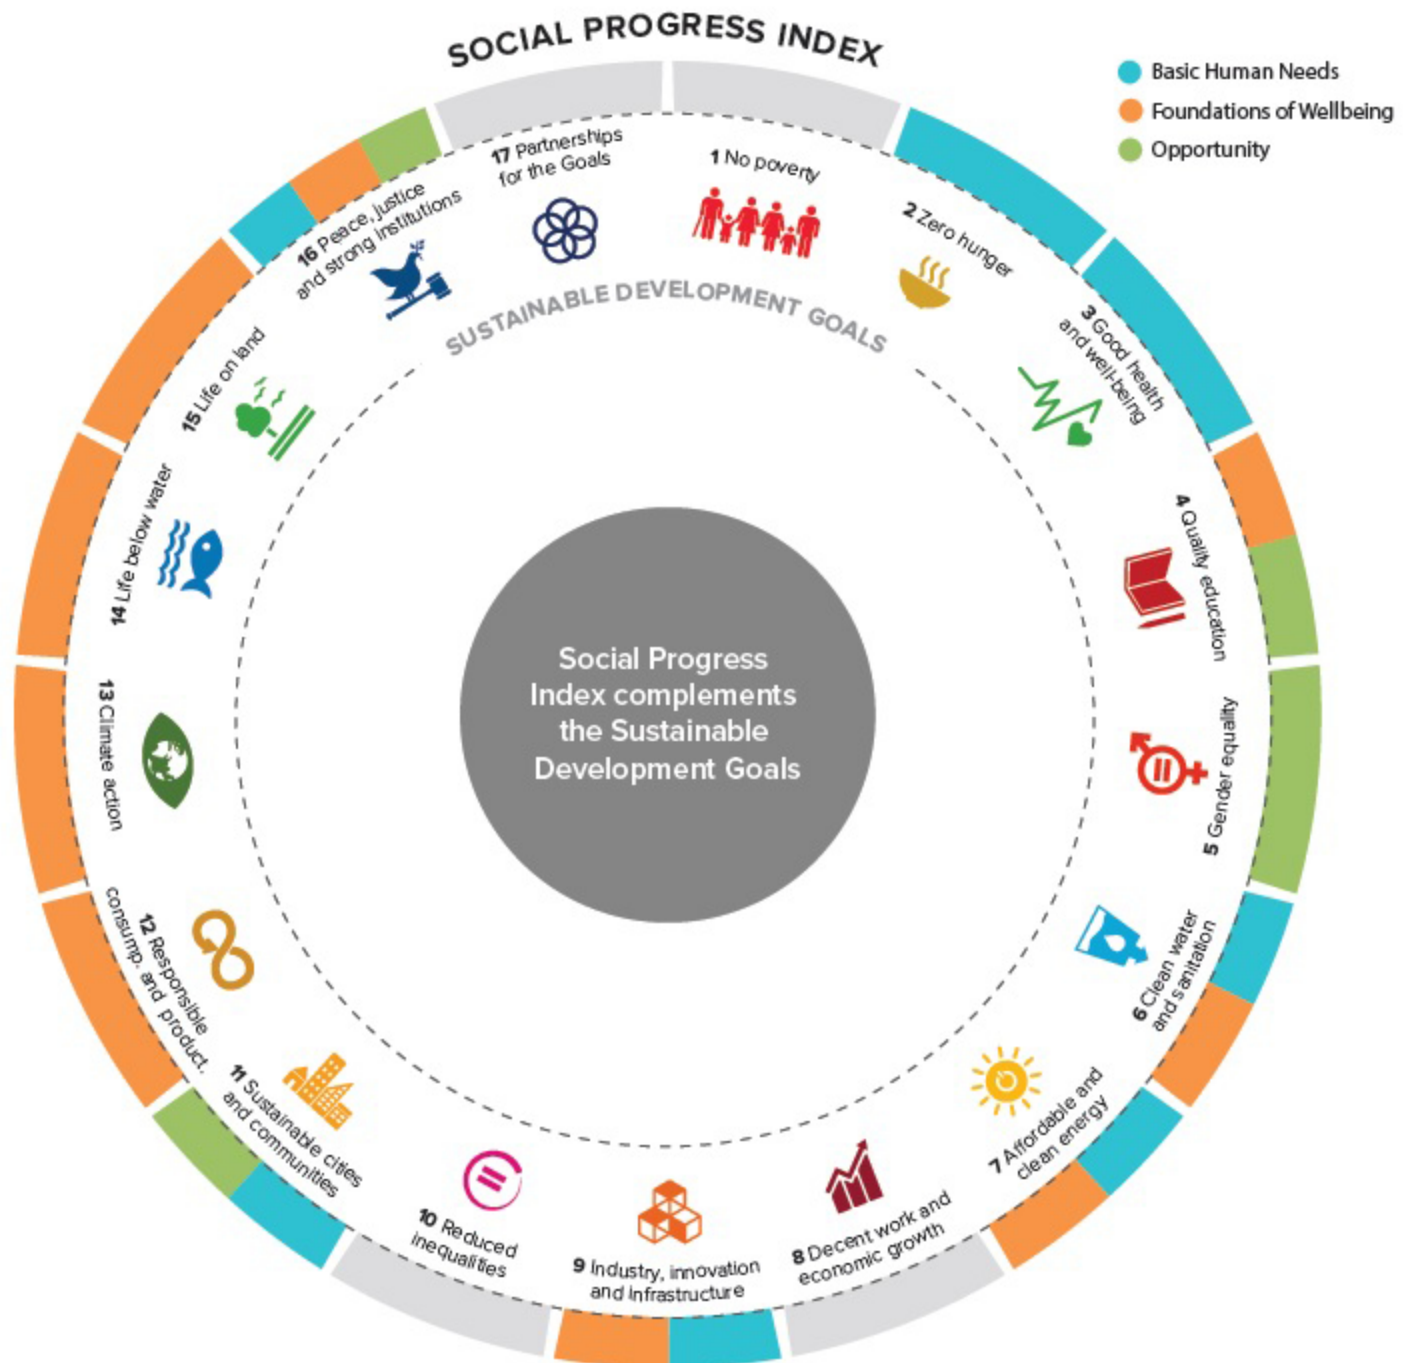 SOCIAL PROGRESS INDEX
Basic Human Needs
Foundations of Wellbeing
Opportunity
17 Partnerships
for the Goals
1 No poverty
2 Zero hunger
3 Good health
and well-being
4 Quality education
5 Gender equality
6 Clean water
and sanitation
7 Affordable and
clean energy
8 Decent work and
economic growth
9 Industry, innovation
and Infrastructure
10 Reduced
inequalities
11 Sustainable cities
and communities
12 Responsible
consump. and product.
13 Climate action
14 Life below water
15 Life on land
16 Peace, justice
and strong institutions
SUSTAINABLE DEVELOPMENT GOALS
Social Progress
Index complements
the Sustainable
Development Goals